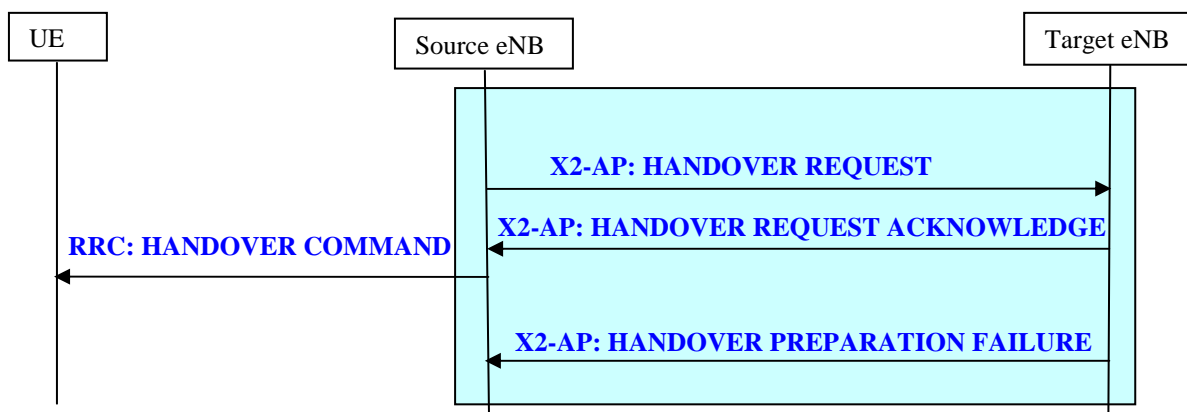 UE
Source eNB
Target eNB
X2-AP: HANDOVER REQUEST
X2-AP: HANDOVER REQUEST ACKNOWLEDGE
RRC: HANDOVER COMMAND
X2-AP: HANDOVER PREPARATION FAILURE